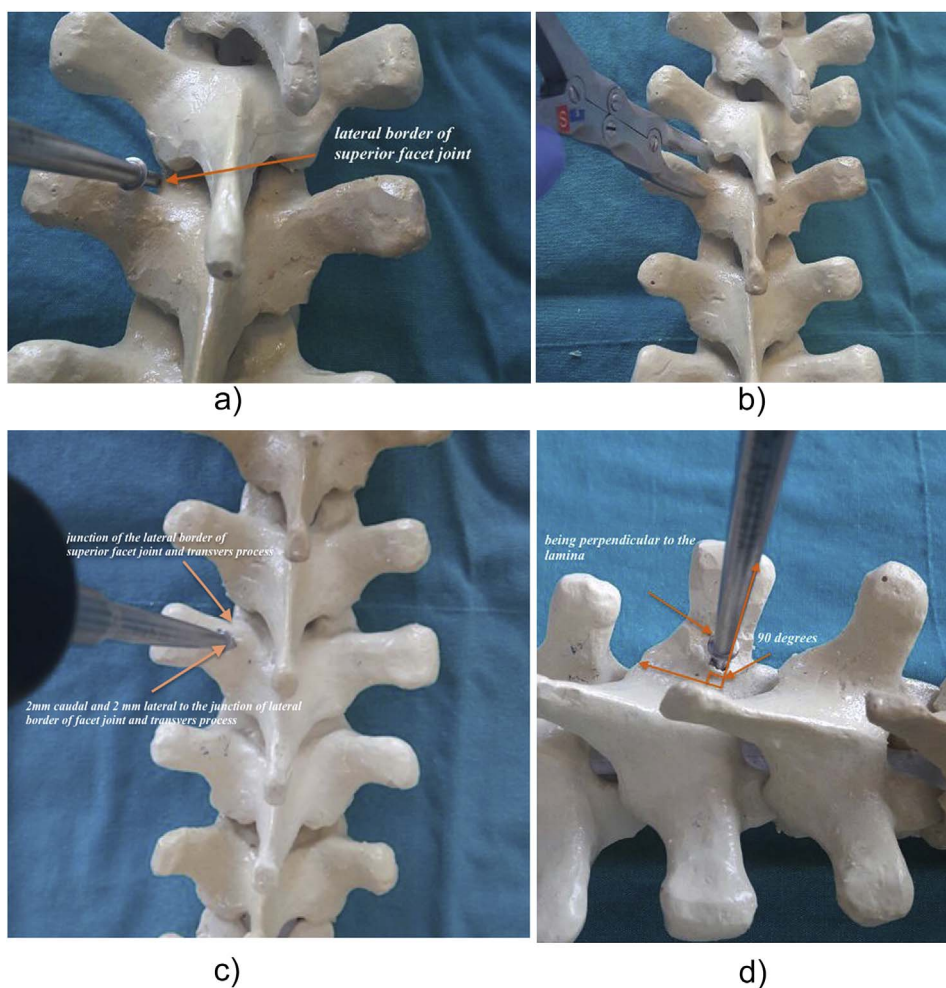 lateral border of
superior facet joint
a)
S
b)
junction of the lateral border of
superior facet joint and transvers process
2mm caudal and 2 mm lateral to the junction of lateral
border of facet joint and transvers process
c)
being perpendicular to the
lamina
90 degrees
d)